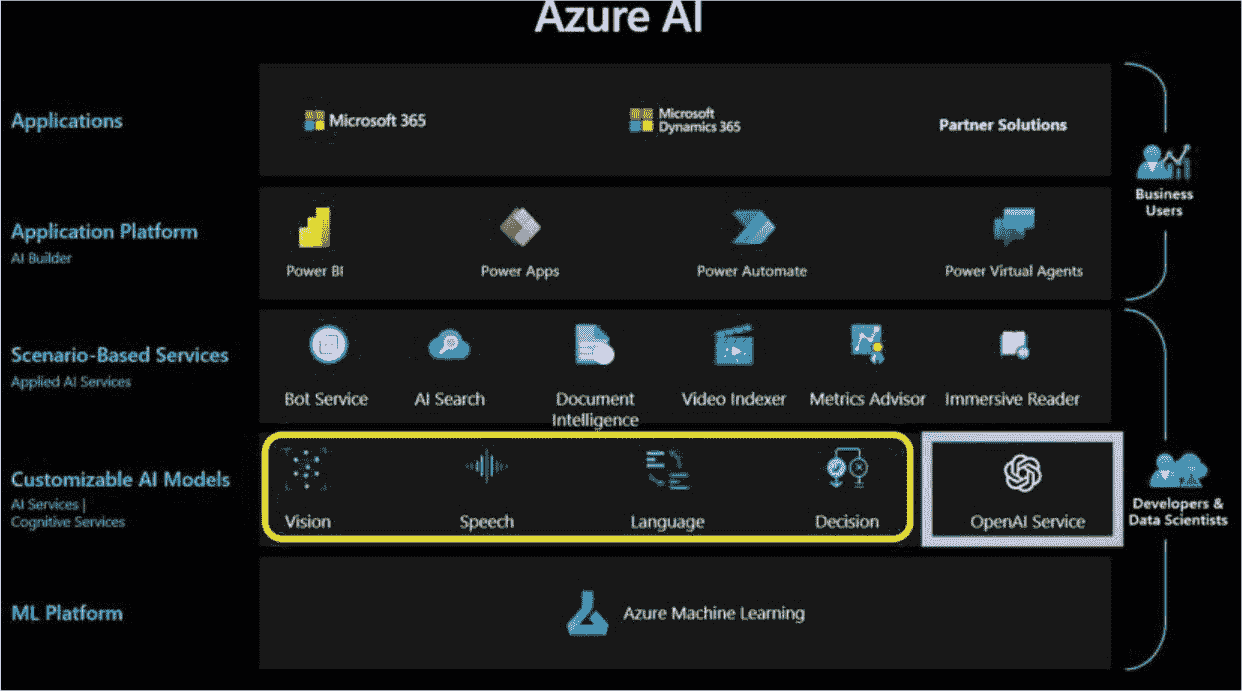 Azure AI
Applications
Microsoft 365
Microsoft
Dynamics 365
Partner Solutions
Business
Users
Application Platform
AI Builder
Power BI
Power Apps
Power Automate
Power Virtual Agents
Scenario-Based Services
Applied AI Services
Bot Service
AI Search
Document
Intelligence
Video Indexer
Metrics Advisor
Immersive Reader
Customizable AI Models
AI Services |
Cognitive Services
Vision
Speech
Language
Decision
OpenAI Service
Developers &
Data Scientists
ML Platform
Azure Machine Learning